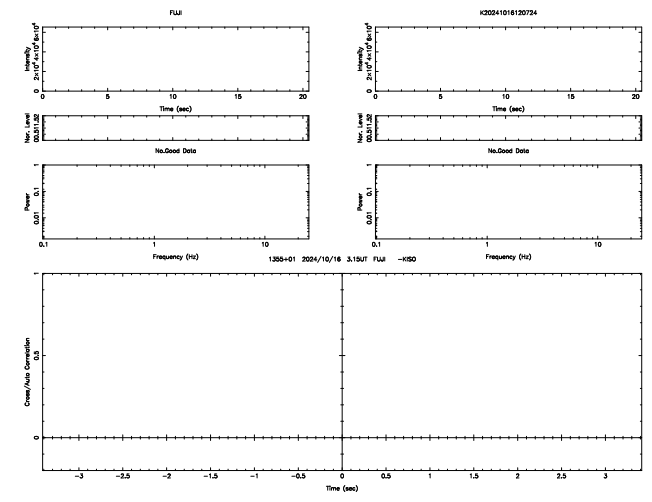 FUJI
K20241016120724
Intensity
0 2×10⁴ 4×10⁴ 6×10⁴
0 5 10 15 20
Time (sec)
Intensity
0 2×10⁴ 4×10⁴ 6×10⁴
0 5 10 15 20
Time (sec)
Nor. Level
00.511.52
No.Good Data
Nor. Level
00.511.52
No.Good Data
Power
1
0.1
0.01
0.1 1 10
Frequency (Hz)
Power
1
0.1
0.01
0.1 1 10
Frequency (Hz)
1355+01 2024/10/16 3.15UT FUJI -KISO
Cross/Auto Correlation
1
0.5
0
-3 -2.5 -2 -1.5 -1 -0.5 0 0.5 1 1.5 2 2.5 3
Time (sec)